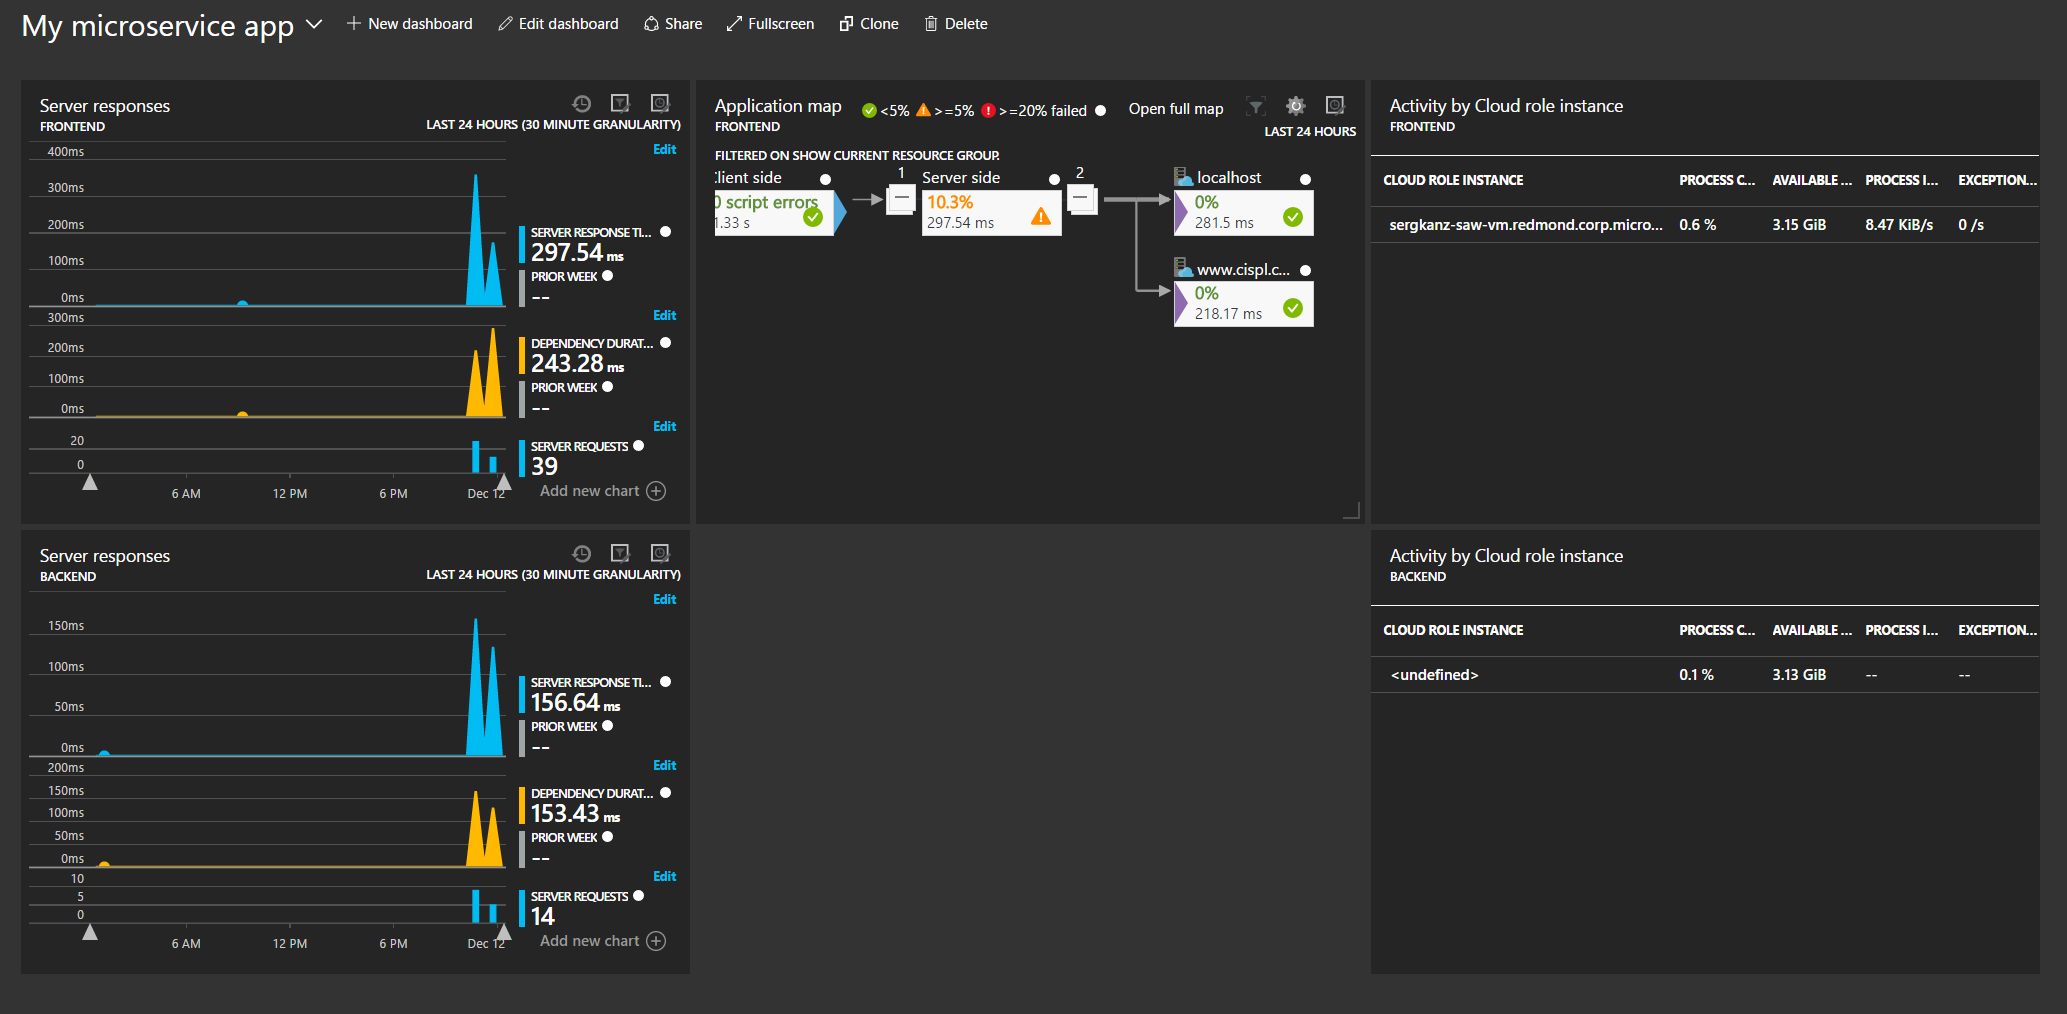 My microservice app
New dashboard Edit dashboard Share Fullscreen Clone Delete
Server responses
FRONTEND
LAST 24 HOURS (30 MINUTE GRANULARITY)
Edit
400ms
300ms
200ms
100ms
0ms
SERVER RESPONSE TI...
297.54 ms
PRIOR WEEK
--
Edit
300ms
200ms
100ms
0ms
DEPENDENCY DURAT...
243.28 ms
PRIOR WEEK
--
Edit
20
0
SERVER REQUESTS
39
6 AM 12 PM 6 PM Dec 12
Add new chart
Application map
FRONTEND
<5% >=5% >=20% failed
Open full map
LAST 24 HOURS
FILTERED ON SHOW CURRENT RESOURCE GROUP.
lient side
0 script errors
1.33 s
1
Server side
10.3%
297.54 ms
2
localhost
0%
281.5 ms
www.cispl.c...
0%
218.17 ms
Activity by Cloud role instance
FRONTEND
CLOUD ROLE INSTANCE PROCESS C... AVAILABLE ... PROCESS I... EXCEPTION...
sergkanz-saw-vm.redmond.corp.micro... 0.6 % 3.15 GiB 8.47 KiB/s 0 /s
Server responses
BACKEND
LAST 24 HOURS (30 MINUTE GRANULARITY)
Edit
150ms
100ms
50ms
0ms
SERVER RESPONSE TI...
156.64 ms
PRIOR WEEK
--
Edit
200ms
150ms
100ms
50ms
0ms
DEPENDENCY DURAT...
153.43 ms
PRIOR WEEK
--
Edit
10
5
0
SERVER REQUESTS
14
6 AM 12 PM 6 PM Dec 12
Add new chart
Activity by Cloud role instance
BACKEND
CLOUD ROLE INSTANCE PROCESS C... AVAILABLE ... PROCESS I... EXCEPTION...
<undefined> 0.1 % 3.13 GiB -- --